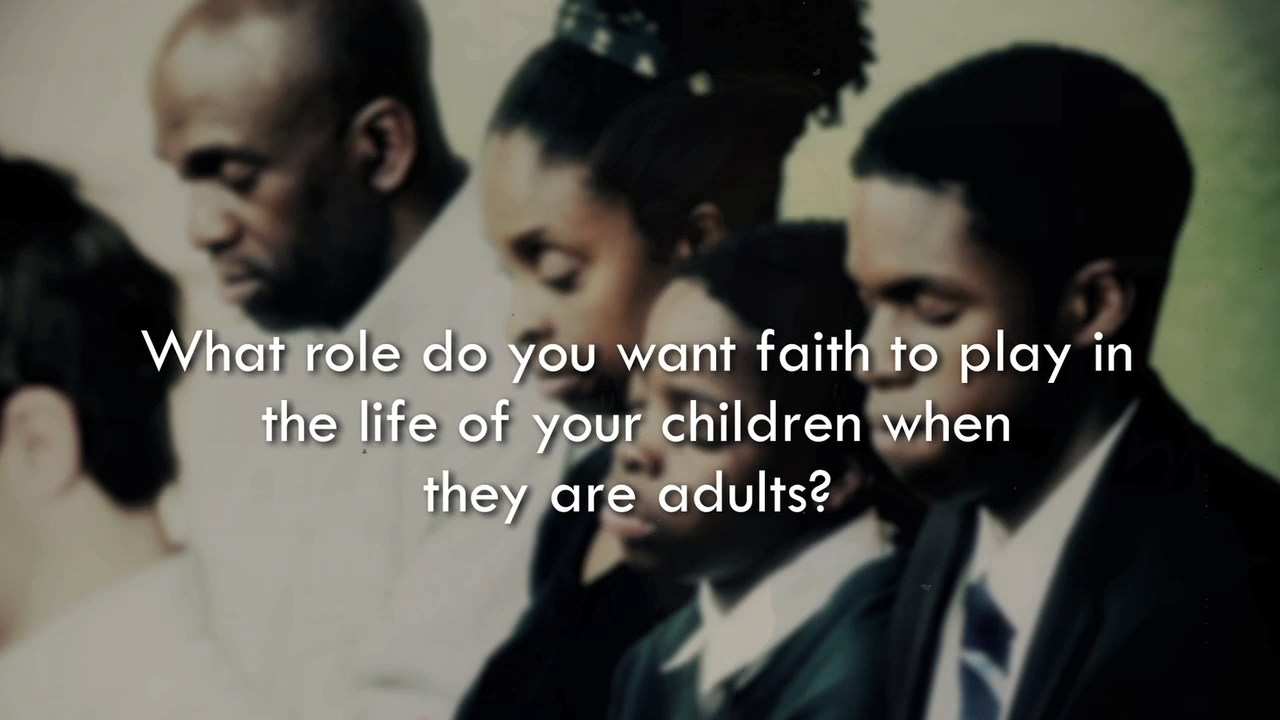 What role do you want faith to play in
the life of your children when
they are adults?